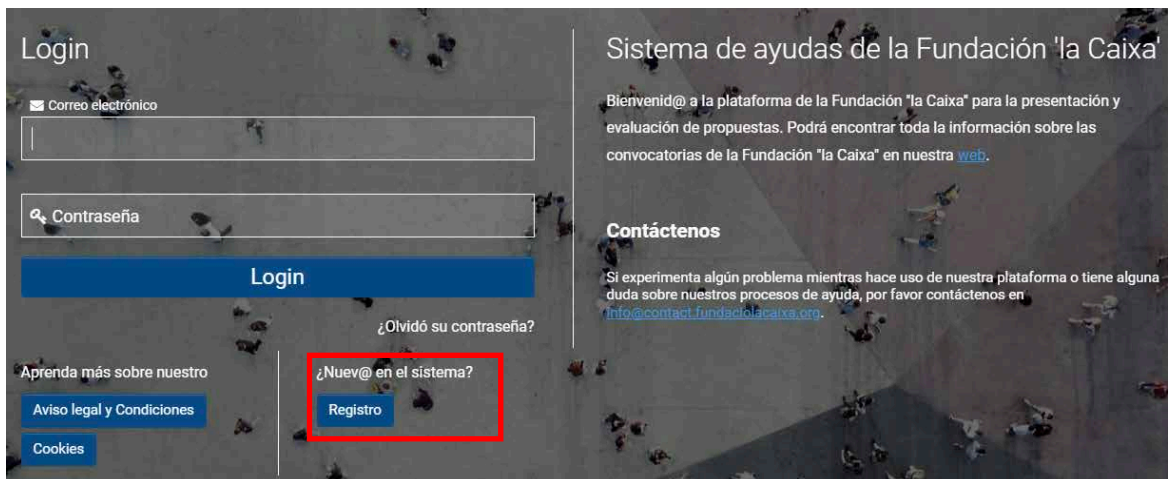 Login
Correo electrónico
Contraseña
Login
¿Olvidó su contraseña?
Aprenda más sobre nuestro
Aviso legal y Condiciones
Cookies
¿Nuev@ en el sistema?
Registro
Sistema de ayudas de la Fundación 'la Caixa'
Bienvenid@ a la plataforma de la Fundación "la Caixa" para la presentación y
evaluación de propuestas. Podrá encontrar toda la información sobre las
convocatorias de la Fundación "la Caixa" en nuestra web.
Contáctenos
Si experimenta algún problema mientras hace uso de nuestra plataforma o tiene alguna
duda sobre nuestros procesos de ayuda, por favor contáctenos en
info@contact.fundaciolacaixa.org.